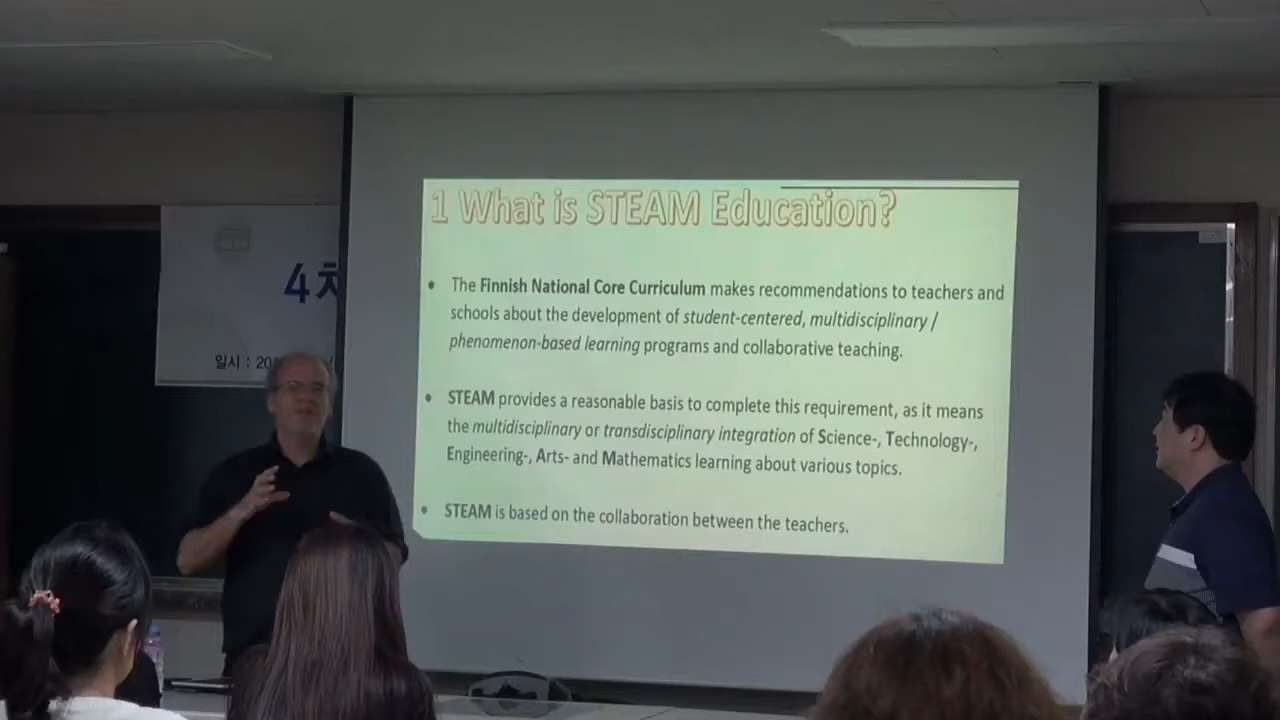 1 What is STEAM Education?
• The Finnish National Core Curriculum makes recommendations to teachers and
schools about the development of student-centered, multidisciplinary /
phenomenon-based learning programs and collaborative teaching.
• STEAM provides a reasonable basis to complete this requirement, as it means
the multidisciplinary or transdisciplinary integration of Science-, Technology-,
Engineering-, Arts- and Mathematics learning about various topics.
• STEAM is based on the collaboration between the teachers.
4차
일시 : 20